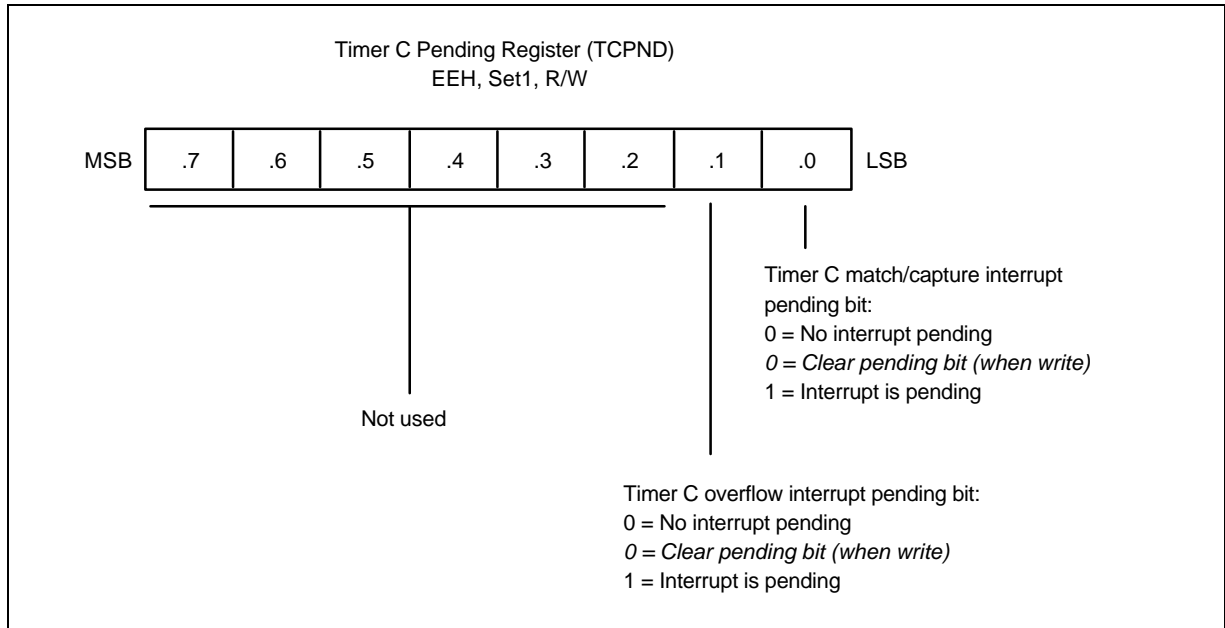 Timer C Pending Register (TCPND)
EEH, Set1, R/W
MSB .7 .6 .5 .4 .3 .2 .1 .0 LSB
Timer C match/capture interrupt
pending bit:
0 = No interrupt pending
0 = Clear pending bit (when write)
1 = Interrupt is pending
Not used
Timer C overflow interrupt pending bit:
0 = No interrupt pending
0 = Clear pending bit (when write)
1 = Interrupt is pending